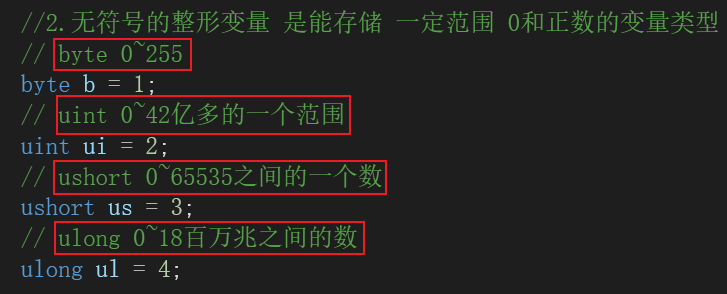 //2.无符号的整形变量 是能存储 一定范围 0和正数的变量类型
// byte 0~255
byte b = 1;
// uint 0~42亿多的一个范围
uint ui = 2;
// ushort 0~65535之间的一个数
ushort us = 3;
// ulong 0~18百万兆之间的数
ulong ul = 4;